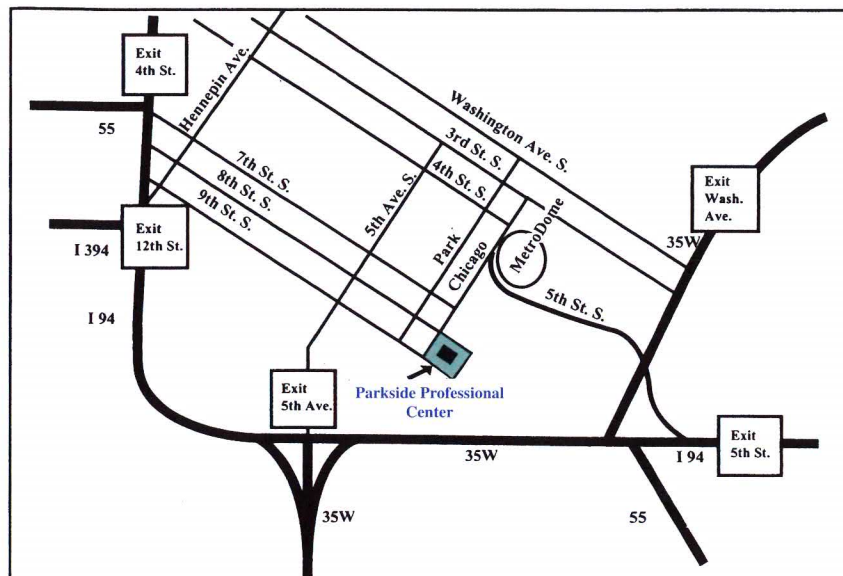 Exit
4th St.
55
Hennepin Ave.
Washington Ave. S.
3rd St. S.
4th St. S.
7th St. S.
8th St. S.
9th St. S.
5th Ave. S.
Park
Chicago
MetroDome
Exit
Wash.
Ave.
35W
5th St. S.
Exit
12th St.
I 394
I 94
Exit
5th Ave.
Parkside Professional
Center
35W
I 94
Exit
5th St.
35W
55